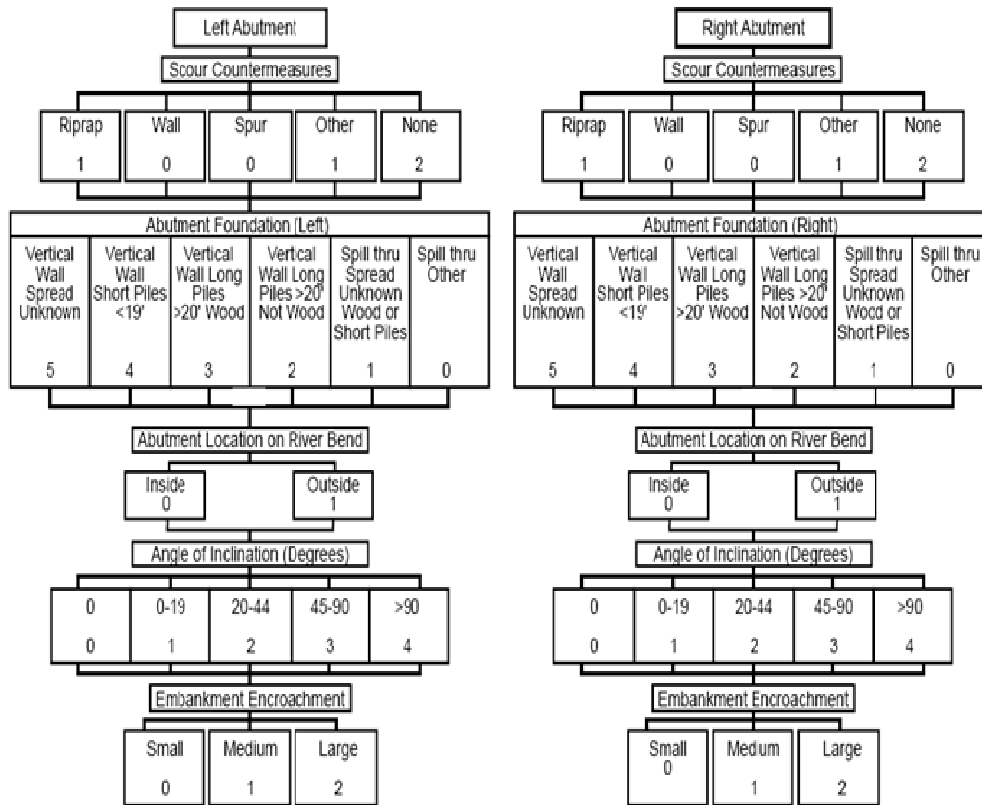 Left Abutment
Scour Countermeasures
Riprap
1
Wall
0
Spur
0
Other
1
None
2
Abutment Foundation (Left)
Vertical
Wall
Spread
Unknown
5
Vertical
Wall
Short Piles
<19'
4
Vertical
Wall Long
Piles
>20' Wood
3
Vertical
Wall Long
Piles >20'
Not Wood
2
Spill thru
Spread
Unknown
Wood or
Short Piles
1
Spill thru
Other
0
Abutment Location on River Bend
Inside
0
Outside
1
Angle of Inclination (Degrees)
0
0
0-19
1
20-44
2
45-90
3
>90
4
Embankment Encroachment
Small
0
Medium
1
Large
2
Right Abutment
Scour Countermeasures
Riprap
1
Wall
0
Spur
0
Other
1
None
2
Abutment Foundation (Right)
Vertical
Wall
Spread
Unknown
5
Vertical
Wall
Short Piles
<19'
4
Vertical
Wall Long
Piles
>20' Wood
3
Vertical
Wall Long
Piles >20'
Not Wood
2
Spill thru
Spread
Unknown
Wood or
Short Piles
1
Spill thru
Other
0
Abutment Location on River Bend
Inside
0
Outside
1
Angle of Inclination (Degrees)
0
0
0-19
1
20-44
2
45-90
3
>90
4
Embankment Encroachment
Small
0
Medium
1
Large
2